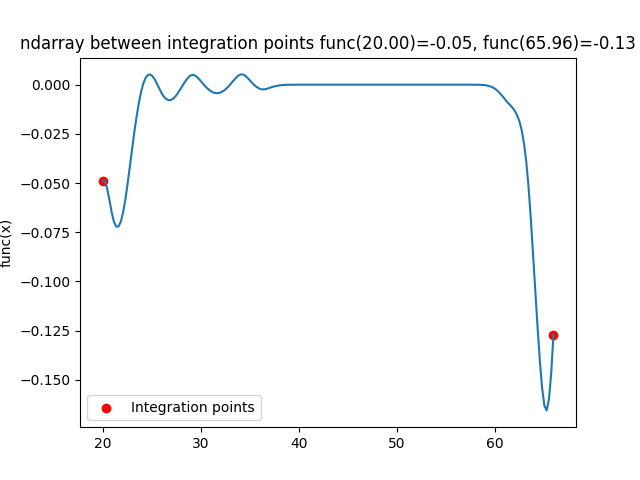 ndarray between integration points func(20.00)=-0.05, func(65.96)=-0.13
0.000
−0.025
−0.050
−0.075
−0.100
−0.125
−0.150
func(x)
Integration points
20 30 40 50 60